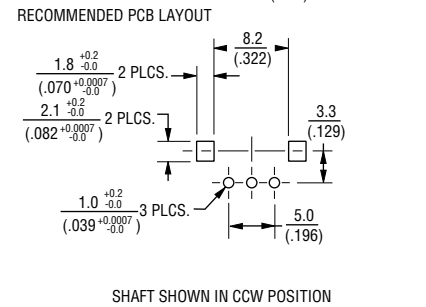 RECOMMENDED PCB LAYOUT
8.2
(.322)
1.8 +0.2 -0.0
(.070 +0.0007 -0.0 ) 2 PLCS.
2.1 +0.2 -0.0
(.082 +0.0007 -0.0 ) 2 PLCS.
3.3
(.129)
1.0 +0.2 -0.0
(.039 +0.0007 -0.0 ) 3 PLCS.
5.0
(.196)
SHAFT SHOWN IN CCW POSITION